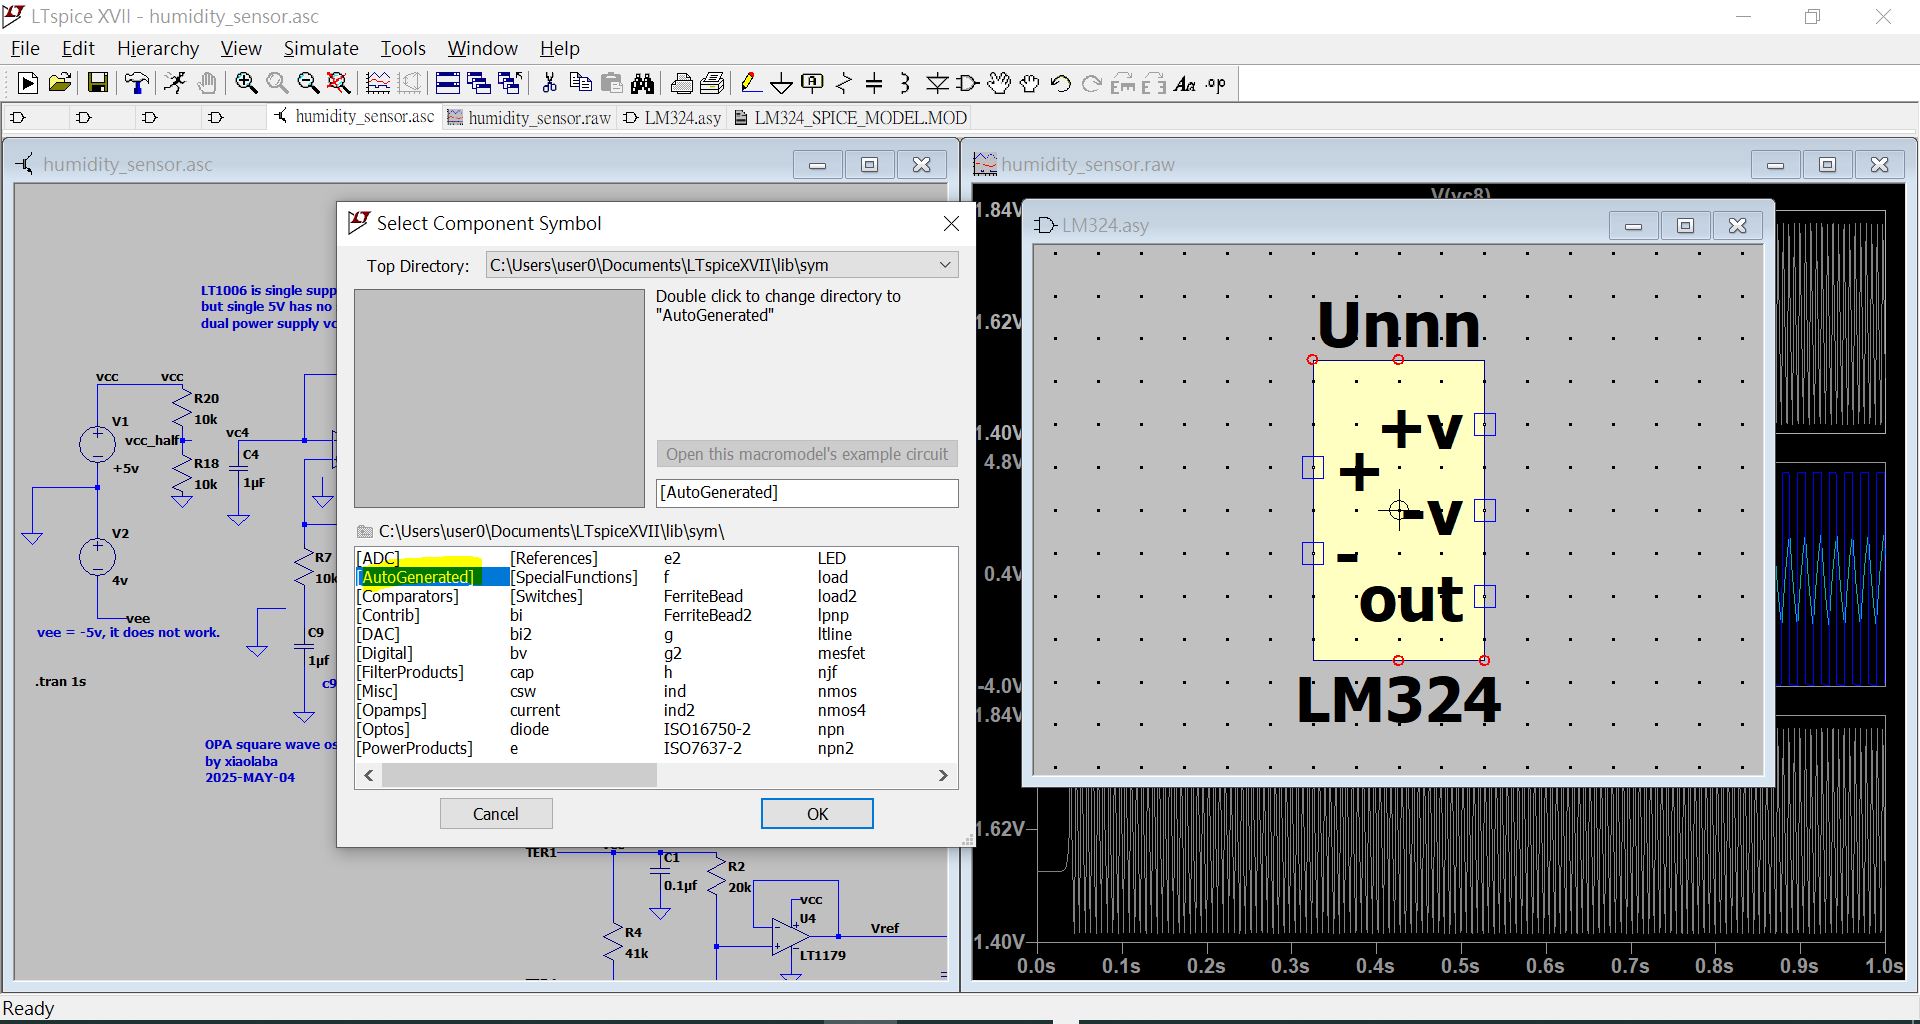 LTspice XVII - humidity_sensor.asc
File Edit Hierarchy View Simulate Tools Window Help
humidity_sensor.asc humidity_sensor.raw LM324.asy LM324_SPICE_MODEL.MOD
humidity_sensor.asc
LT1006 is single supp
but single 5V has no
dual power supply vc
vcc vcc
R20
10k
V1
+5v
vcc_half
R18
10k
vc4
C4
1µF
V2
4v
vee
vee = -5v, it does not work.
R7
10k
C9
1µf
c9
.tran 1s
OPA square wave os
by xiaolaba
2025-MAY-04
TER1
C1
0.1µf
R2
20k
vcc
U4
LT1179
Vref
R4
41k
Select Component Symbol
Top Directory: C:\Users\user0\Documents\LTspiceXVII\lib\sym
Double click to change directory to
"AutoGenerated"
Open this macromodel's example circuit
[AutoGenerated]
C:\Users\user0\Documents\LTspiceXVII\lib\sym\
[ADC] [References] e2 LED
[AutoGenerated] [SpecialFunctions] f load
[Comparators] [Switches] FerriteBead load2
[Contrib] bi FerriteBead2 lpnp
[DAC] bi2 g ltline
[Digital] bv g2 mesfet
[FilterProducts] cap h njf
[Misc] csw ind nmos
[Opamps] current ind2 nmos4
[Optos] diode ISO16750-2 npn
[PowerProducts] e ISO7637-2 npn2
Cancel OK
humidity_sensor.raw
V(vc8)
1.84V
1.62V
1.40V
4.8V
0.4V
-4.0V
1.84V
1.62V
1.40V
0.0s 0.1s 0.2s 0.3s 0.4s 0.5s 0.6s 0.7s 0.8s 0.9s 1.0s
LM324.asy
Unnn
+v
+
-v
-
out
LM324
Ready